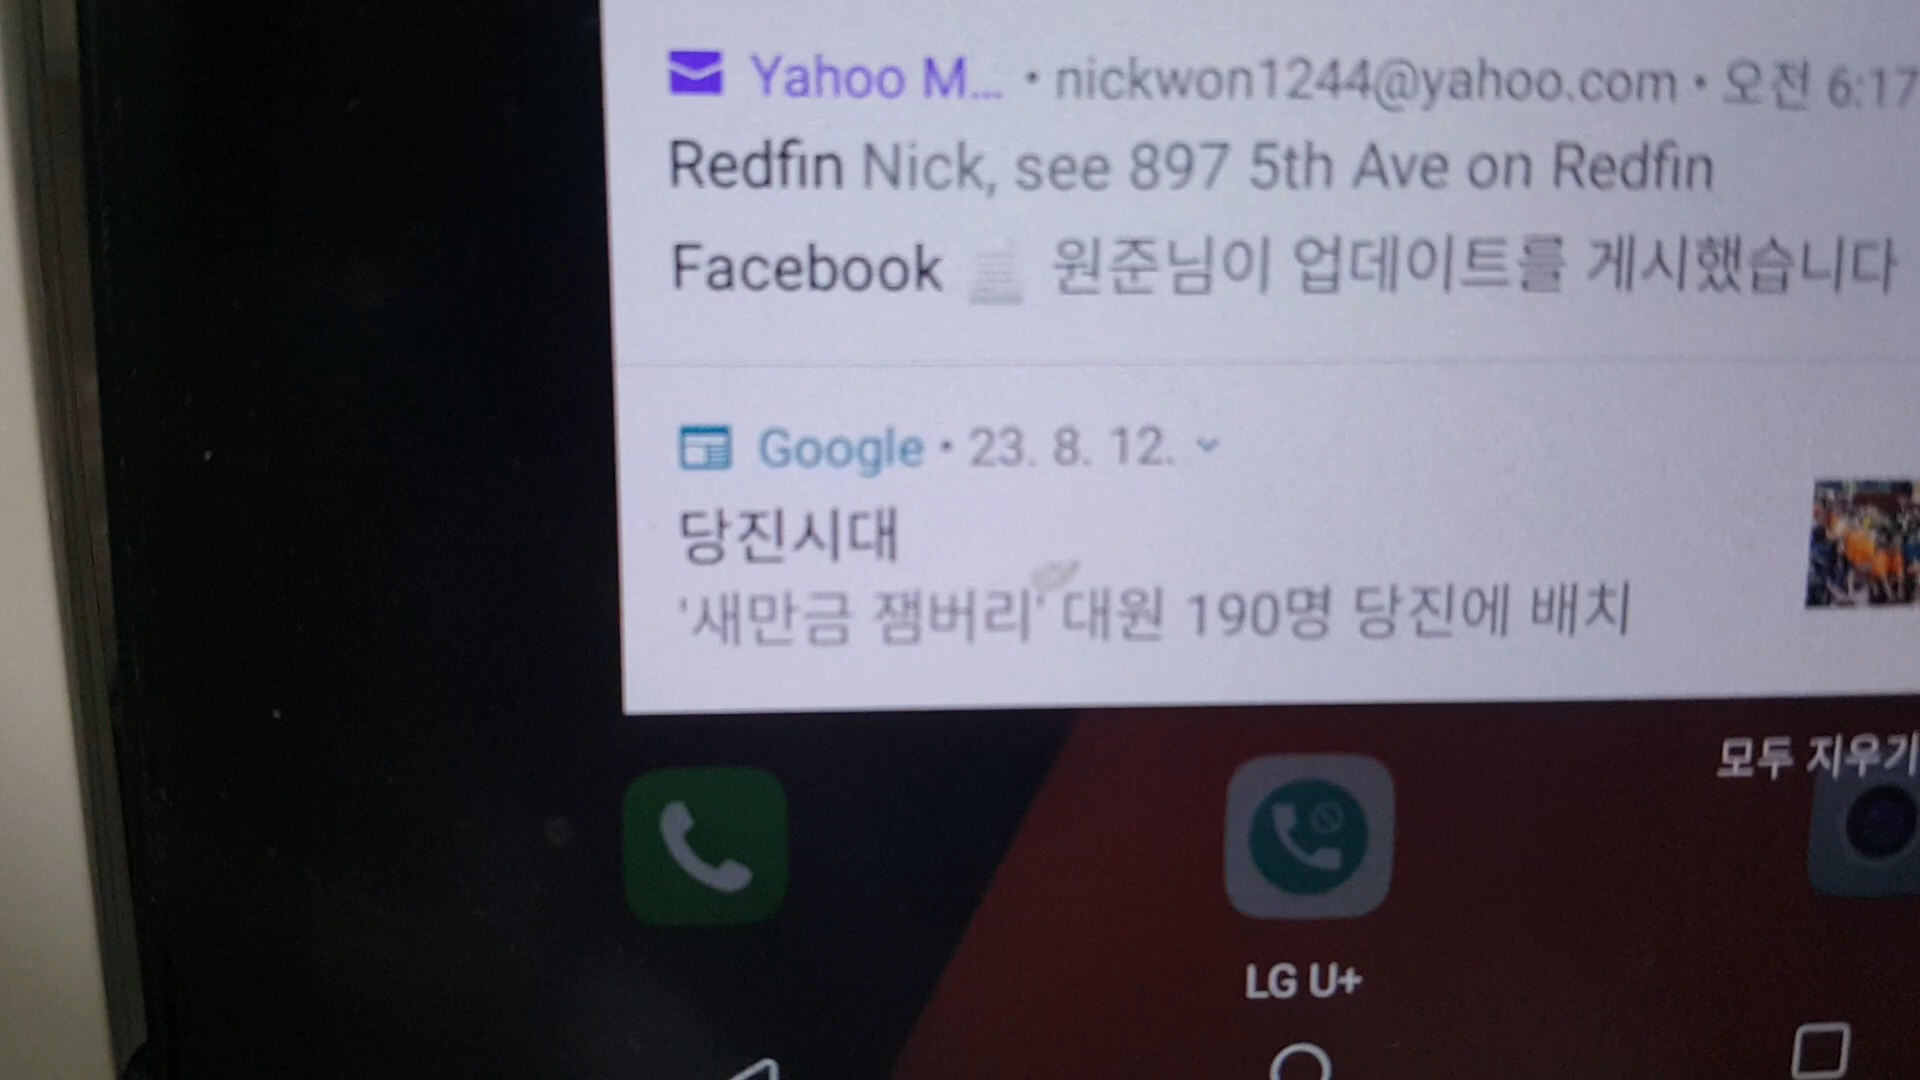 Yahoo M... • nickwon1244@yahoo.com • 오전 6:17
Redfin Nick, see 897 5th Ave on Redfin
Facebook 원준님이 업데이트를 게시했습니다
Google • 23. 8. 12.
당진시대
'새만금 잼버리' 대원 190명 당진에 배치
모두 지우기
LG U+